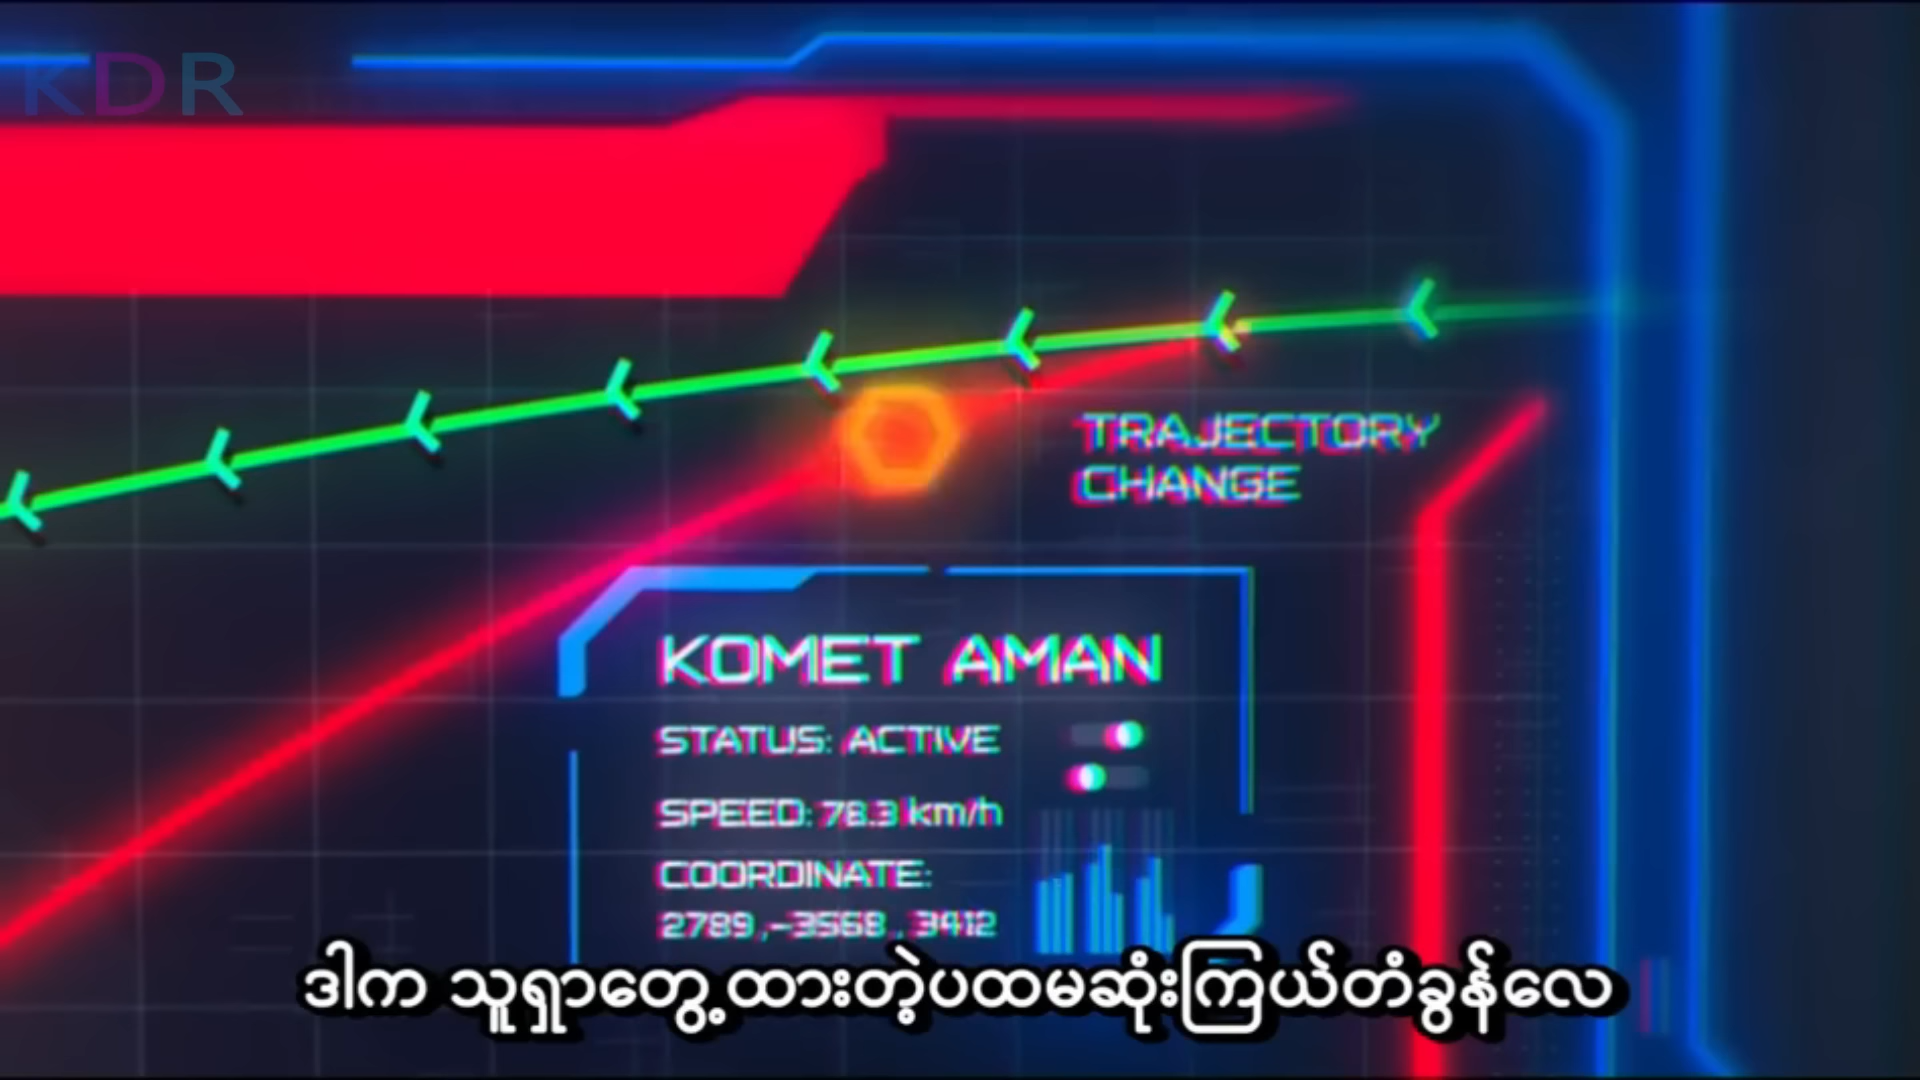 KDR
TRAJECTORY
CHANGE
KOMET AMAN
STATUS: ACTIVE
SPEED: 78.3 km/h
COORDINATE:
2789 ,-3568 , 3412
ဒါက သူရှာတွေ့ထားတဲ့ပထမဆုံးကြယ်တံခွန်လေ